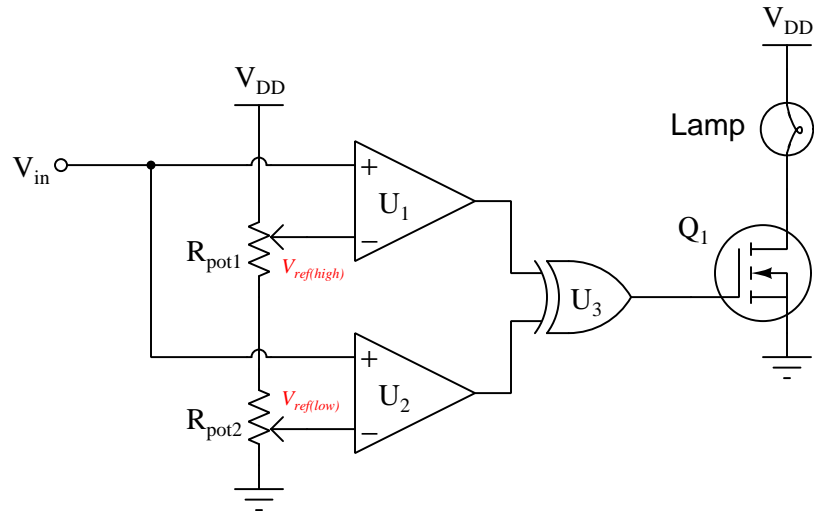 V_DD
V_DD
Lamp
V_in
+
U_1
−
R_pot1
V_ref(high)
Q_1
U_3
+
U_2
−
V_ref(low)
R_pot2